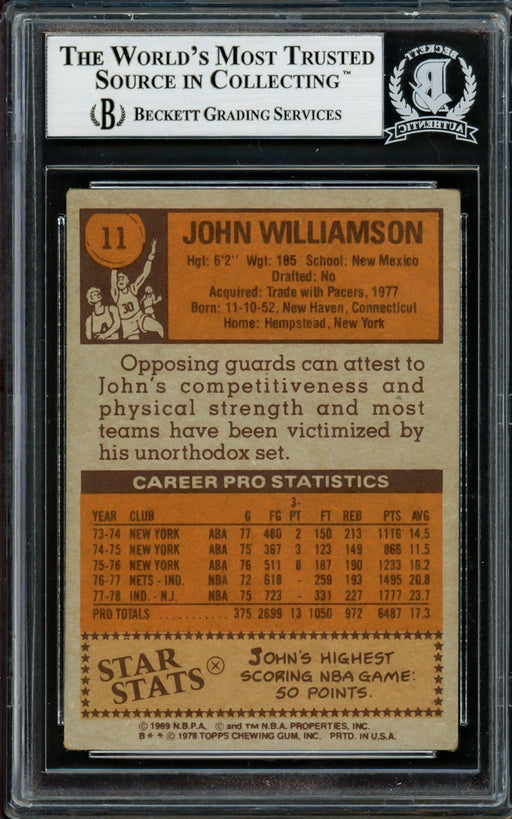 THE WORLD'S MOST TRUSTED
SOURCE IN COLLECTING™
B BECKETT GRADING SERVICES
BECKETT
B
AUTHENTIC
11
JOHN WILLIAMSON
Hgt: 6'2" Wgt: 185 School: New Mexico
Drafted: No
Acquired: Trade with Pacers, 1977
Born: 11-10-52, New Haven, Connecticut
Home: Hempstead, New York
30
Opposing guards can attest to
John's competitiveness and
physical strength and most
teams have been victimized by
his unorthodox set.
CAREER PRO STATISTICS
YEAR CLUB G FG 3-PT FT REB PTS AVG
73-74 NEW YORK ABA 77 480 2 150 213 1116 14.5
74-75 NEW YORK ABA 75 367 3 123 149 866 11.5
75-76 NEW YORK ABA 76 511 8 187 190 1233 16.2
76-77 NETS - IND. NBA 72 618 - 259 193 1495 20.8
77-78 IND. - N.J. NBA 75 723 - 331 227 1777 23.7
PRO TOTALS ............ 375 2699 13 1050 972 6487 17.3
STAR
STATS
JOHN'S HIGHEST
SCORING NBA GAME:
50 POINTS.
© 1969 N.B.P.A. © and TM N.B.A. PROPERTIES, INC.
B** © 1978 TOPPS CHEWING GUM, INC. PRTD. IN U.S.A.